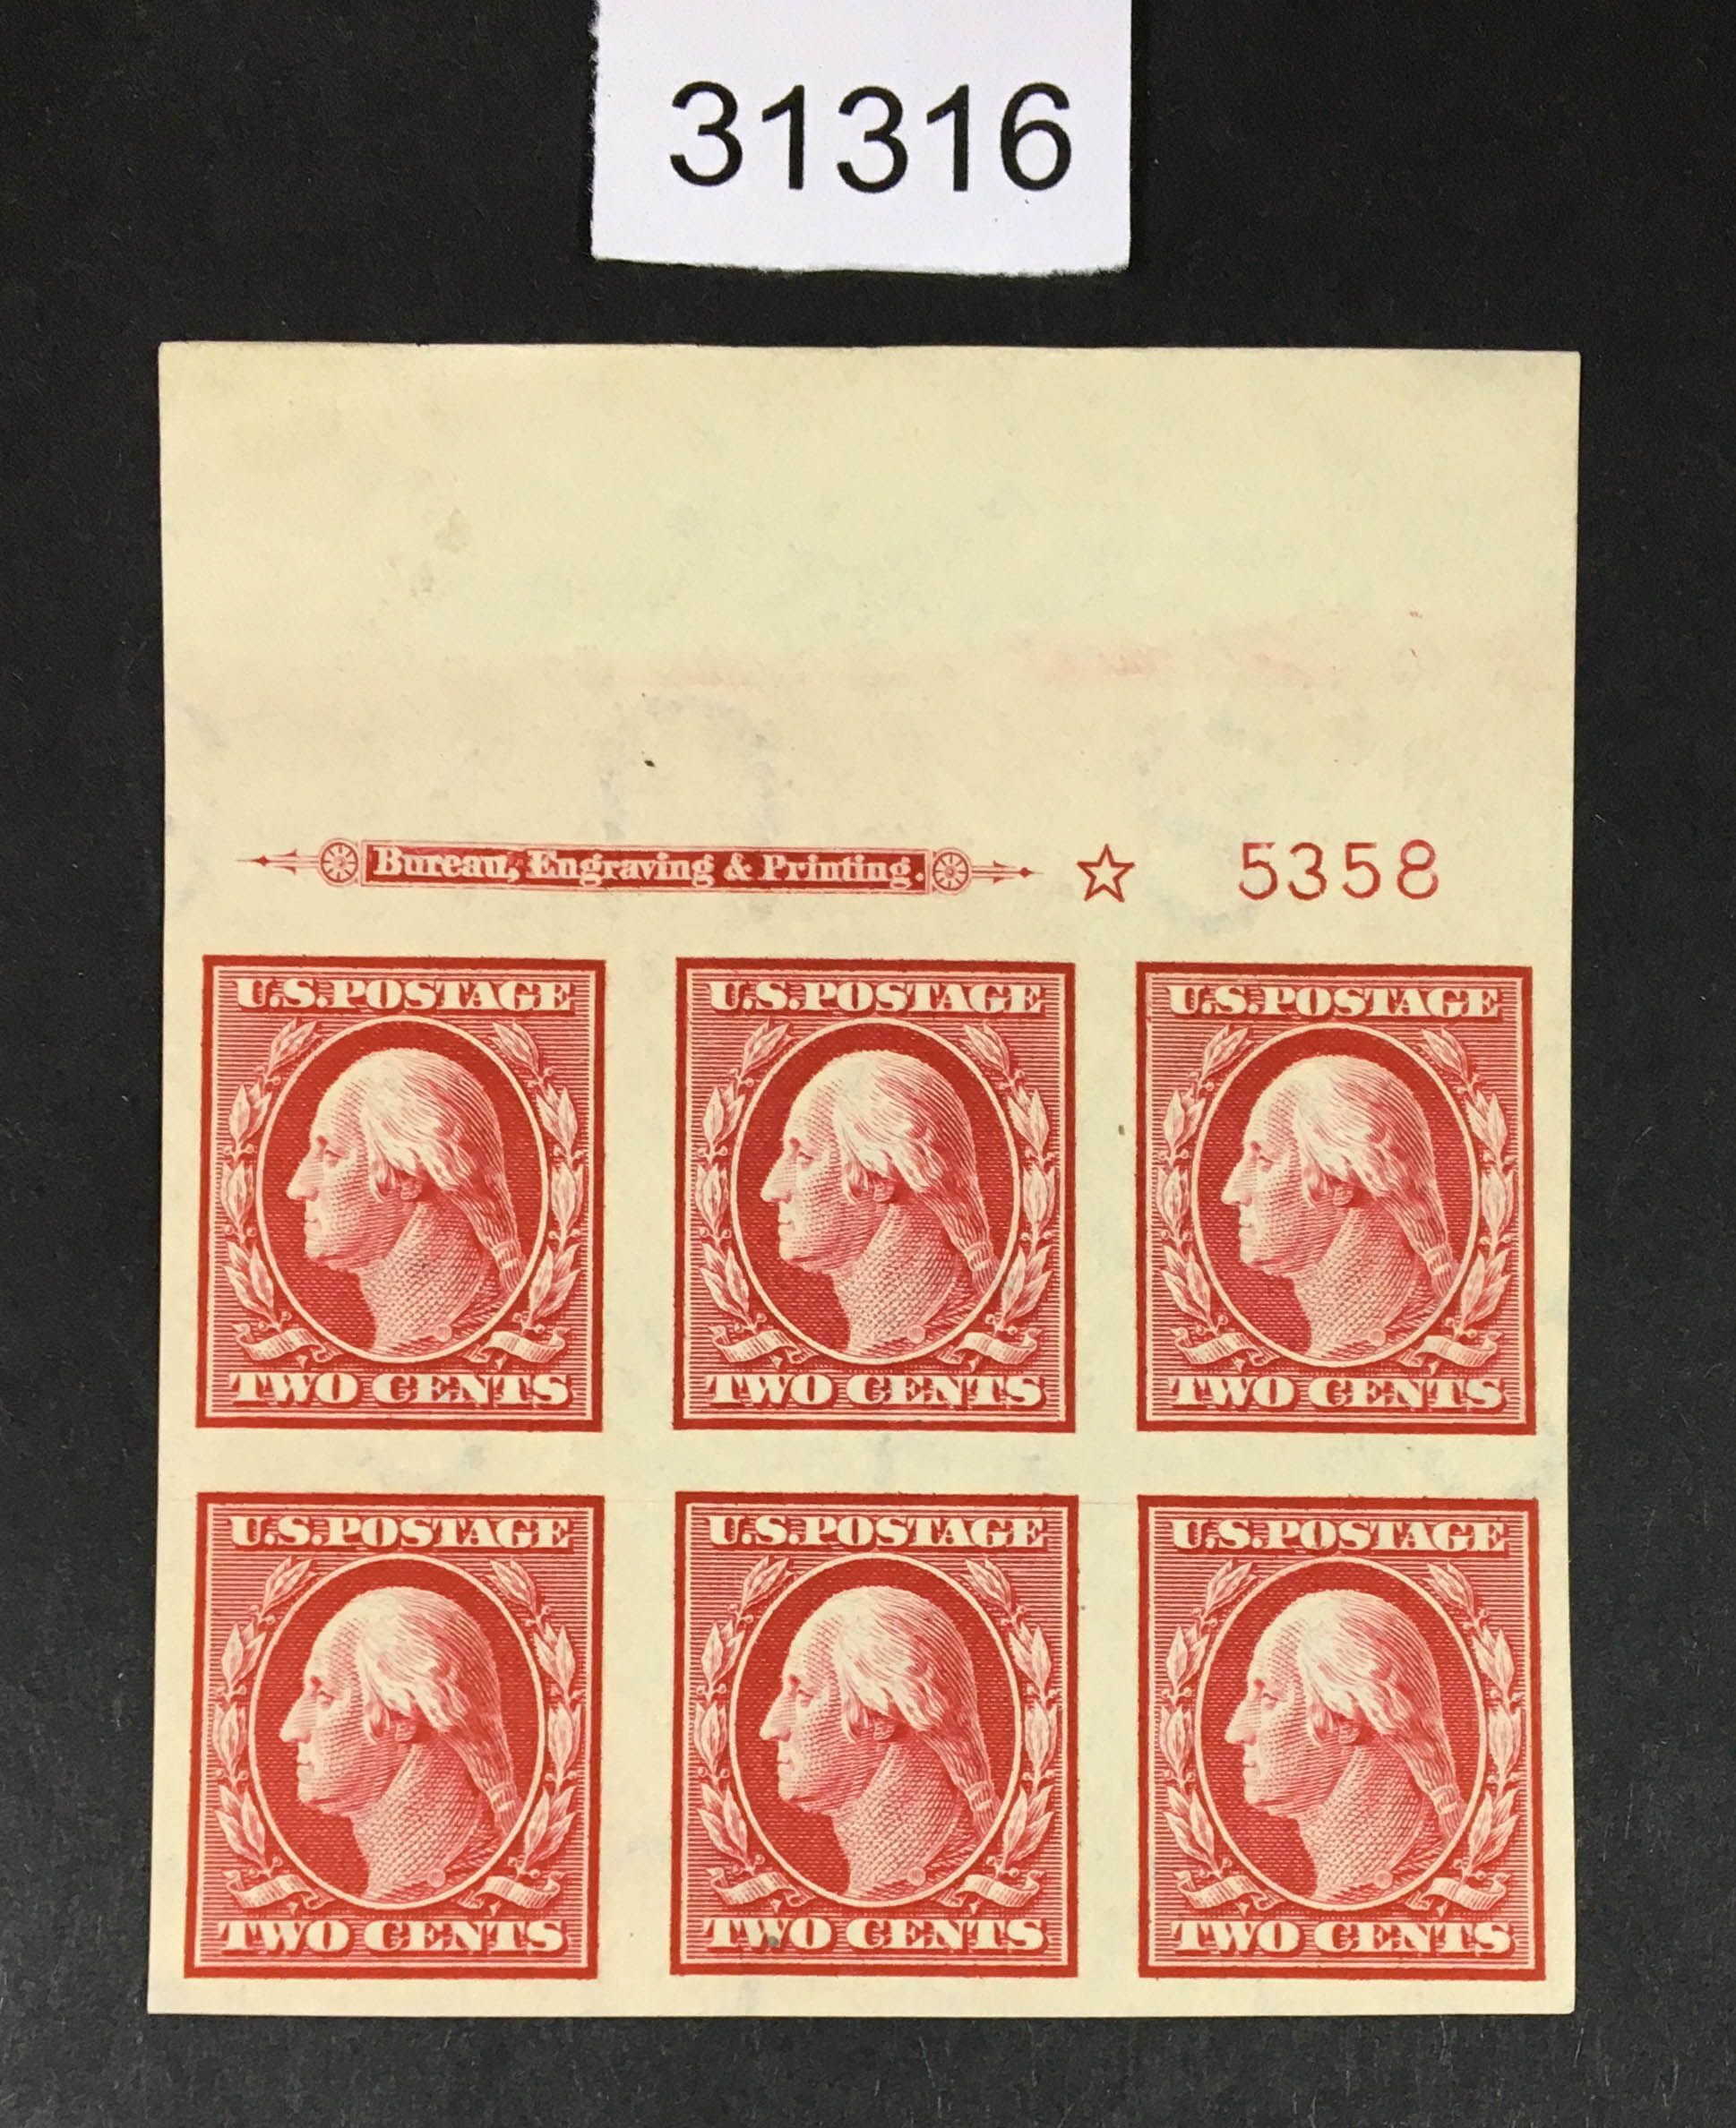 31316
Bureau, Engraving & Printing. ☆ 5358
U.S.POSTAGE U.S.POSTAGE U.S.POSTAGE
TWO CENTS TWO CENTS TWO CENTS
U.S.POSTAGE U.S.POSTAGE U.S.POSTAGE
TWO CENTS TWO CENTS TWO CENTS